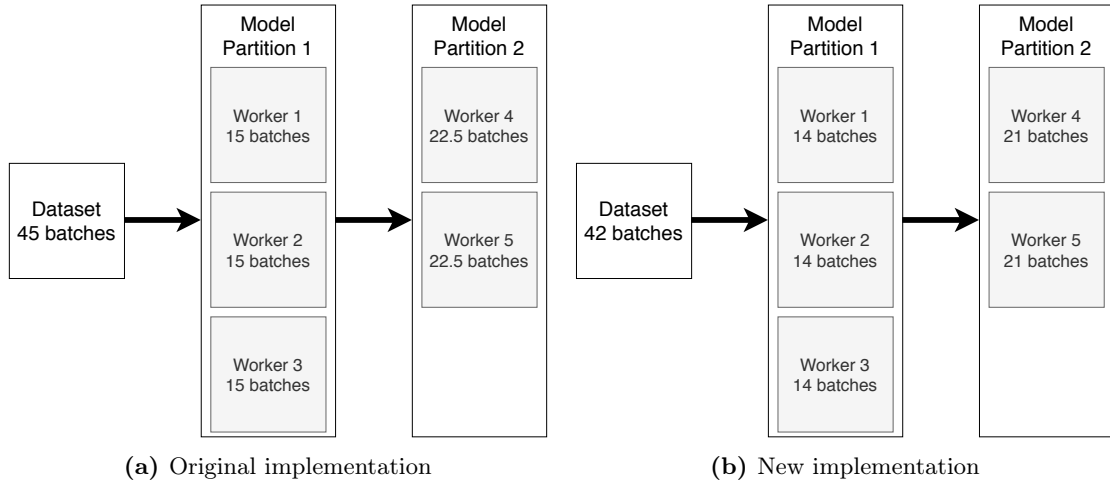 Dataset
45 batches
Model
Partition 1
Worker 1
15 batches
Worker 2
15 batches
Worker 3
15 batches
Model
Partition 2
Worker 4
22.5 batches
Worker 5
22.5 batches
(a) Original implementation
Dataset
42 batches
Model
Partition 1
Worker 1
14 batches
Worker 2
14 batches
Worker 3
14 batches
Model
Partition 2
Worker 4
21 batches
Worker 5
21 batches
(b) New implementation